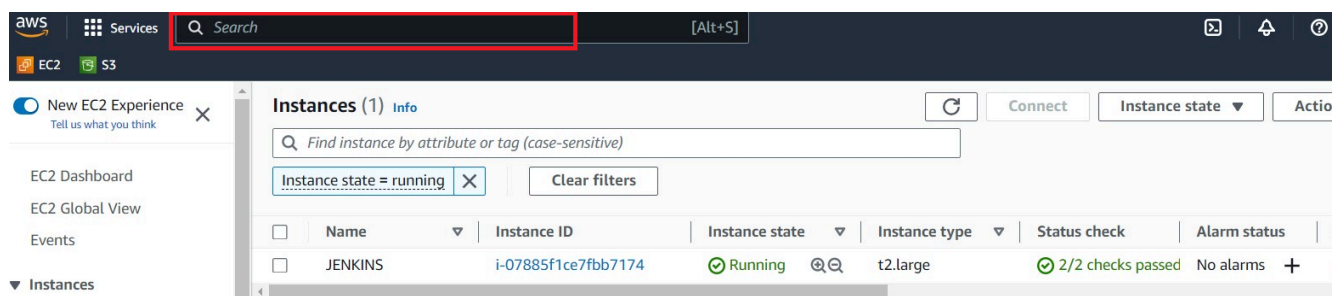 aws Services Search [Alt+S]
EC2 S3
New EC2 Experience
Tell us what you think
EC2 Dashboard
EC2 Global View
Events
Instances
Instances (1) Info
Connect Instance state Actio
Find instance by attribute or tag (case-sensitive)
Instance state = running Clear filters
Name Instance ID Instance state Instance type Status check Alarm status
JENKINS i-07885f1ce7fbb7174 Running t2.large 2/2 checks passed No alarms +